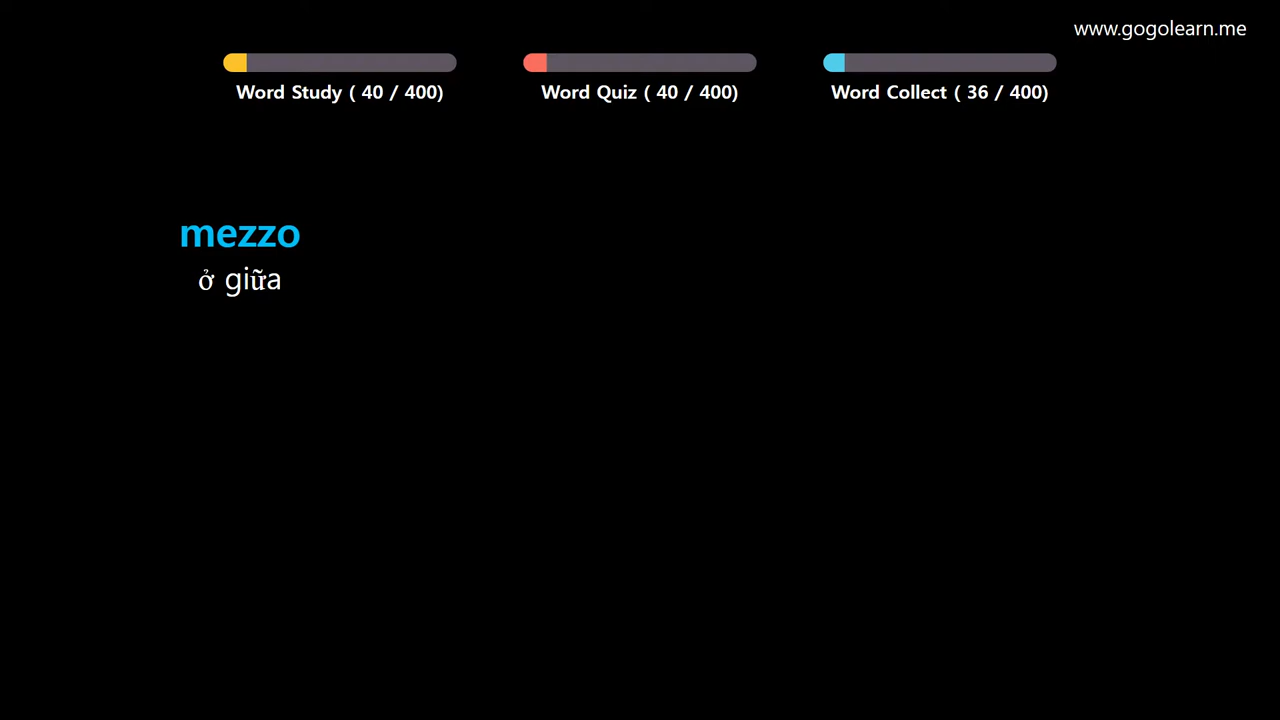 www.gogolearn.me
Word Study ( 40 / 400)
Word Quiz ( 40 / 400)
Word Collect ( 36 / 400)
mezzo
ở giữa